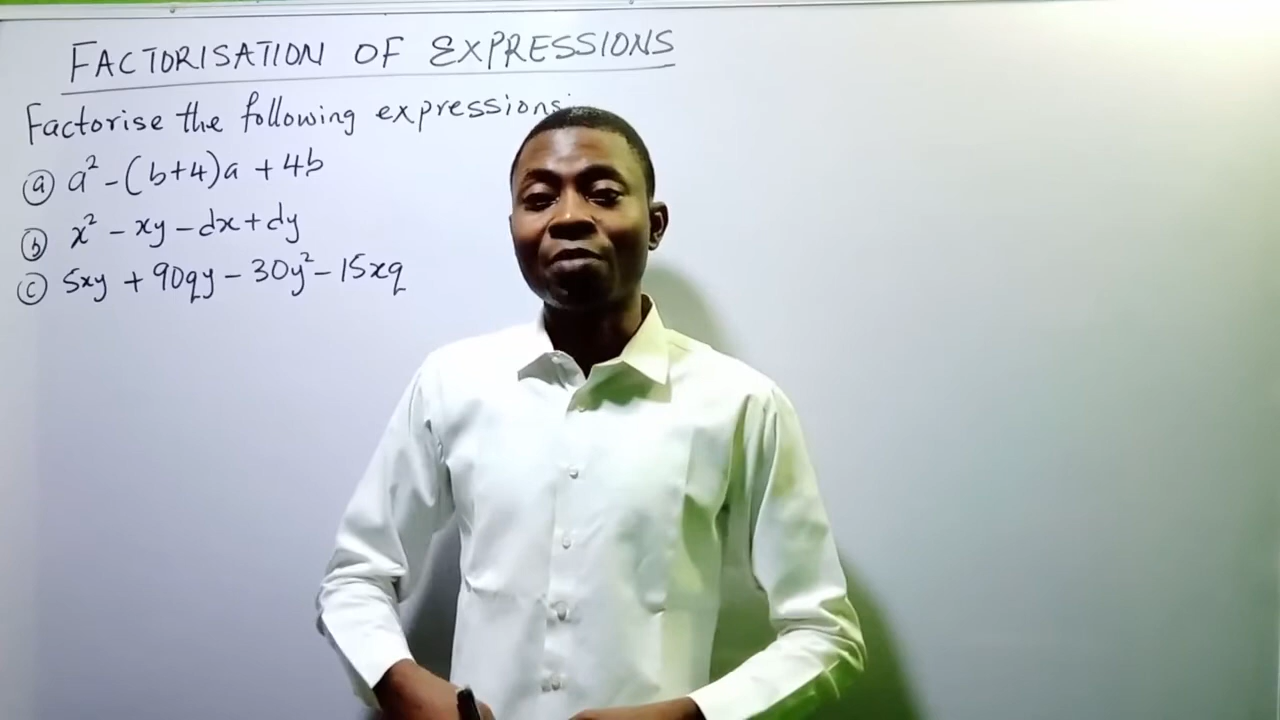 FACTORISATION OF EXPRESSIONS
Factorise the following expressions:
(a) a² - (b+4)a + 4b
(b) x² - xy - dx + dy
(c) 5xy + 90qy - 30y² - 15xq